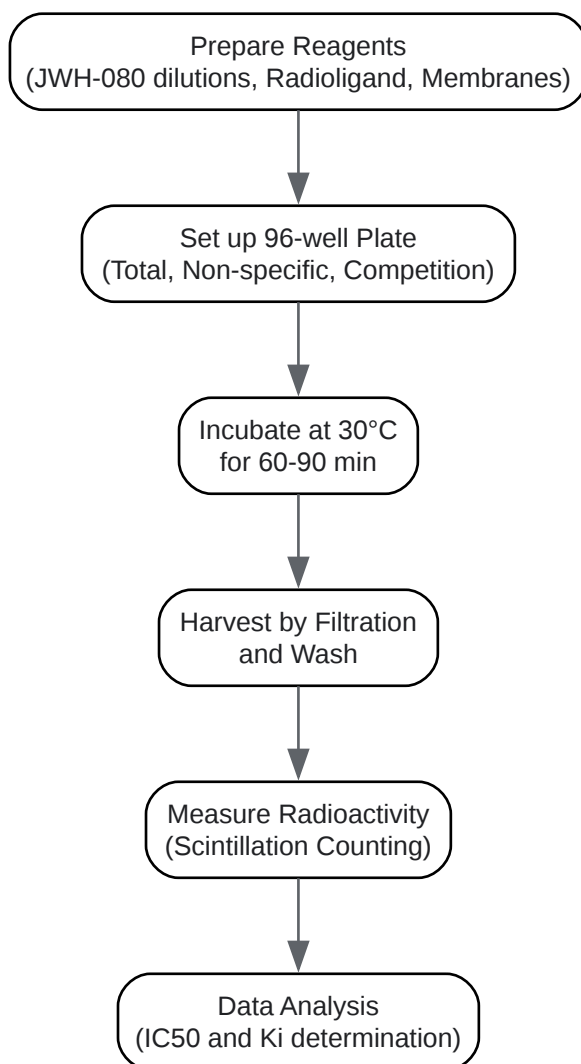 Prepare Reagents
(JWH-080 dilutions, Radioligand, Membranes)
Set up 96-well Plate
(Total, Non-specific, Competition)
Incubate at 30°C
for 60-90 min
Harvest by Filtration
and Wash
Measure Radioactivity
(Scintillation Counting)
Data Analysis
(IC50 and Ki determination)